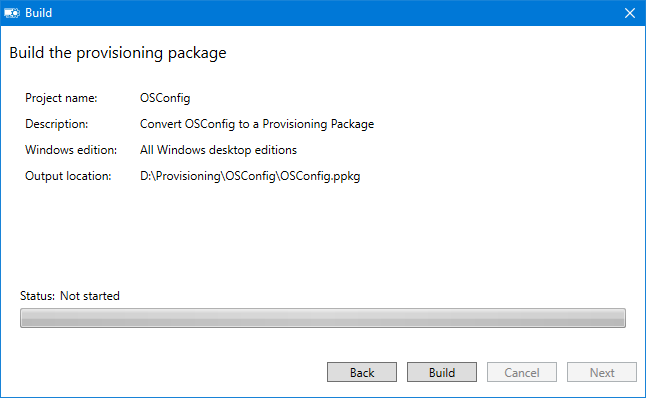 Build
Build the provisioning package
Project name: OSConfig
Description: Convert OSConfig to a Provisioning Package
Windows edition: All Windows desktop editions
Output location: D:\Provisioning\OSConfig\OSConfig.ppkg
Status: Not started
Back Build Cancel Next